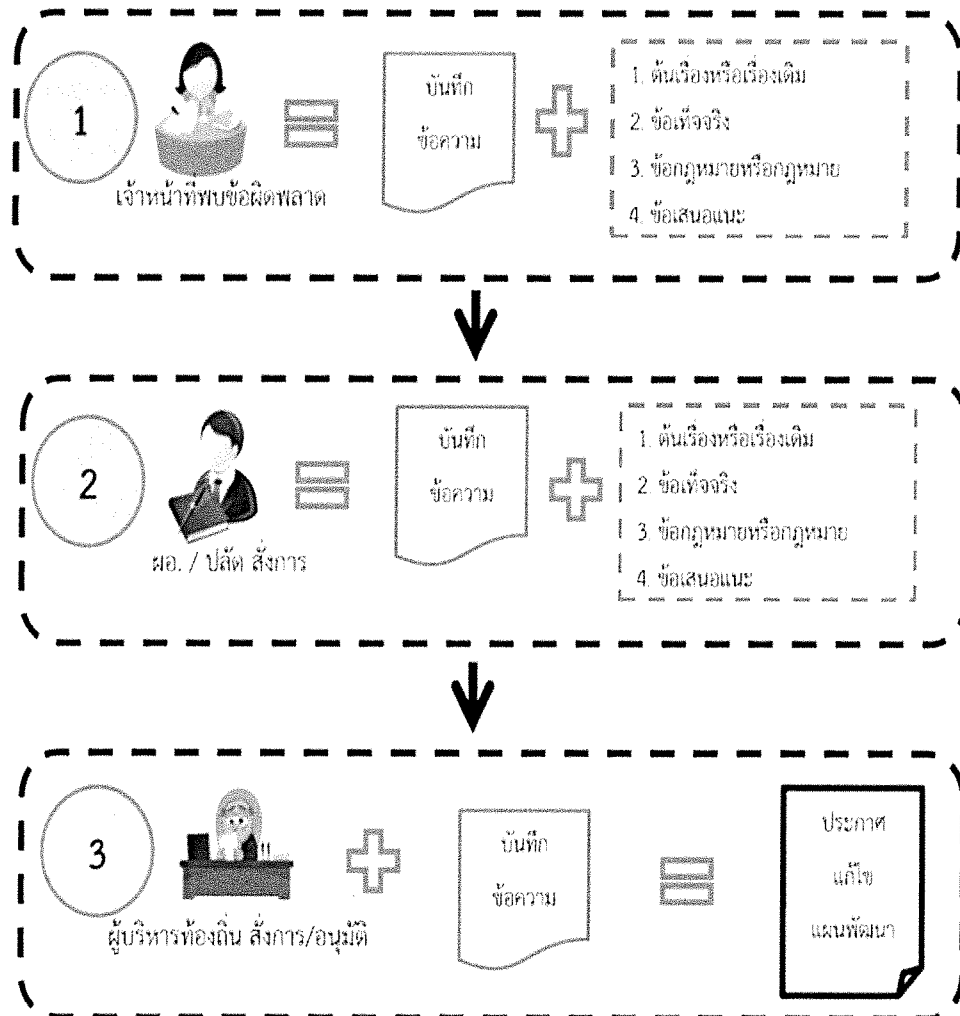 1
เจ้าหน้าที่พบข้อผิดพลาด
บันทึก
ข้อความ
1. ต้นเรื่องหรือเรื่องเดิม
2. ข้อเท็จจริง
3. ข้อกฎหมายหรือกฎหมาย
4. ข้อเสนอแนะ
2
ผอ. / ปลัด สั่งการ
บันทึก
ข้อความ
1. ต้นเรื่องหรือเรื่องเดิม
2. ข้อเท็จจริง
3. ข้อกฎหมายหรือกฎหมาย
4. ข้อเสนอแนะ
3
ผู้บริหารท้องถิ่น สั่งการ/อนุมัติ
บันทึก
ข้อความ
ประกาศ
แก้ไข
แผนพัฒนา